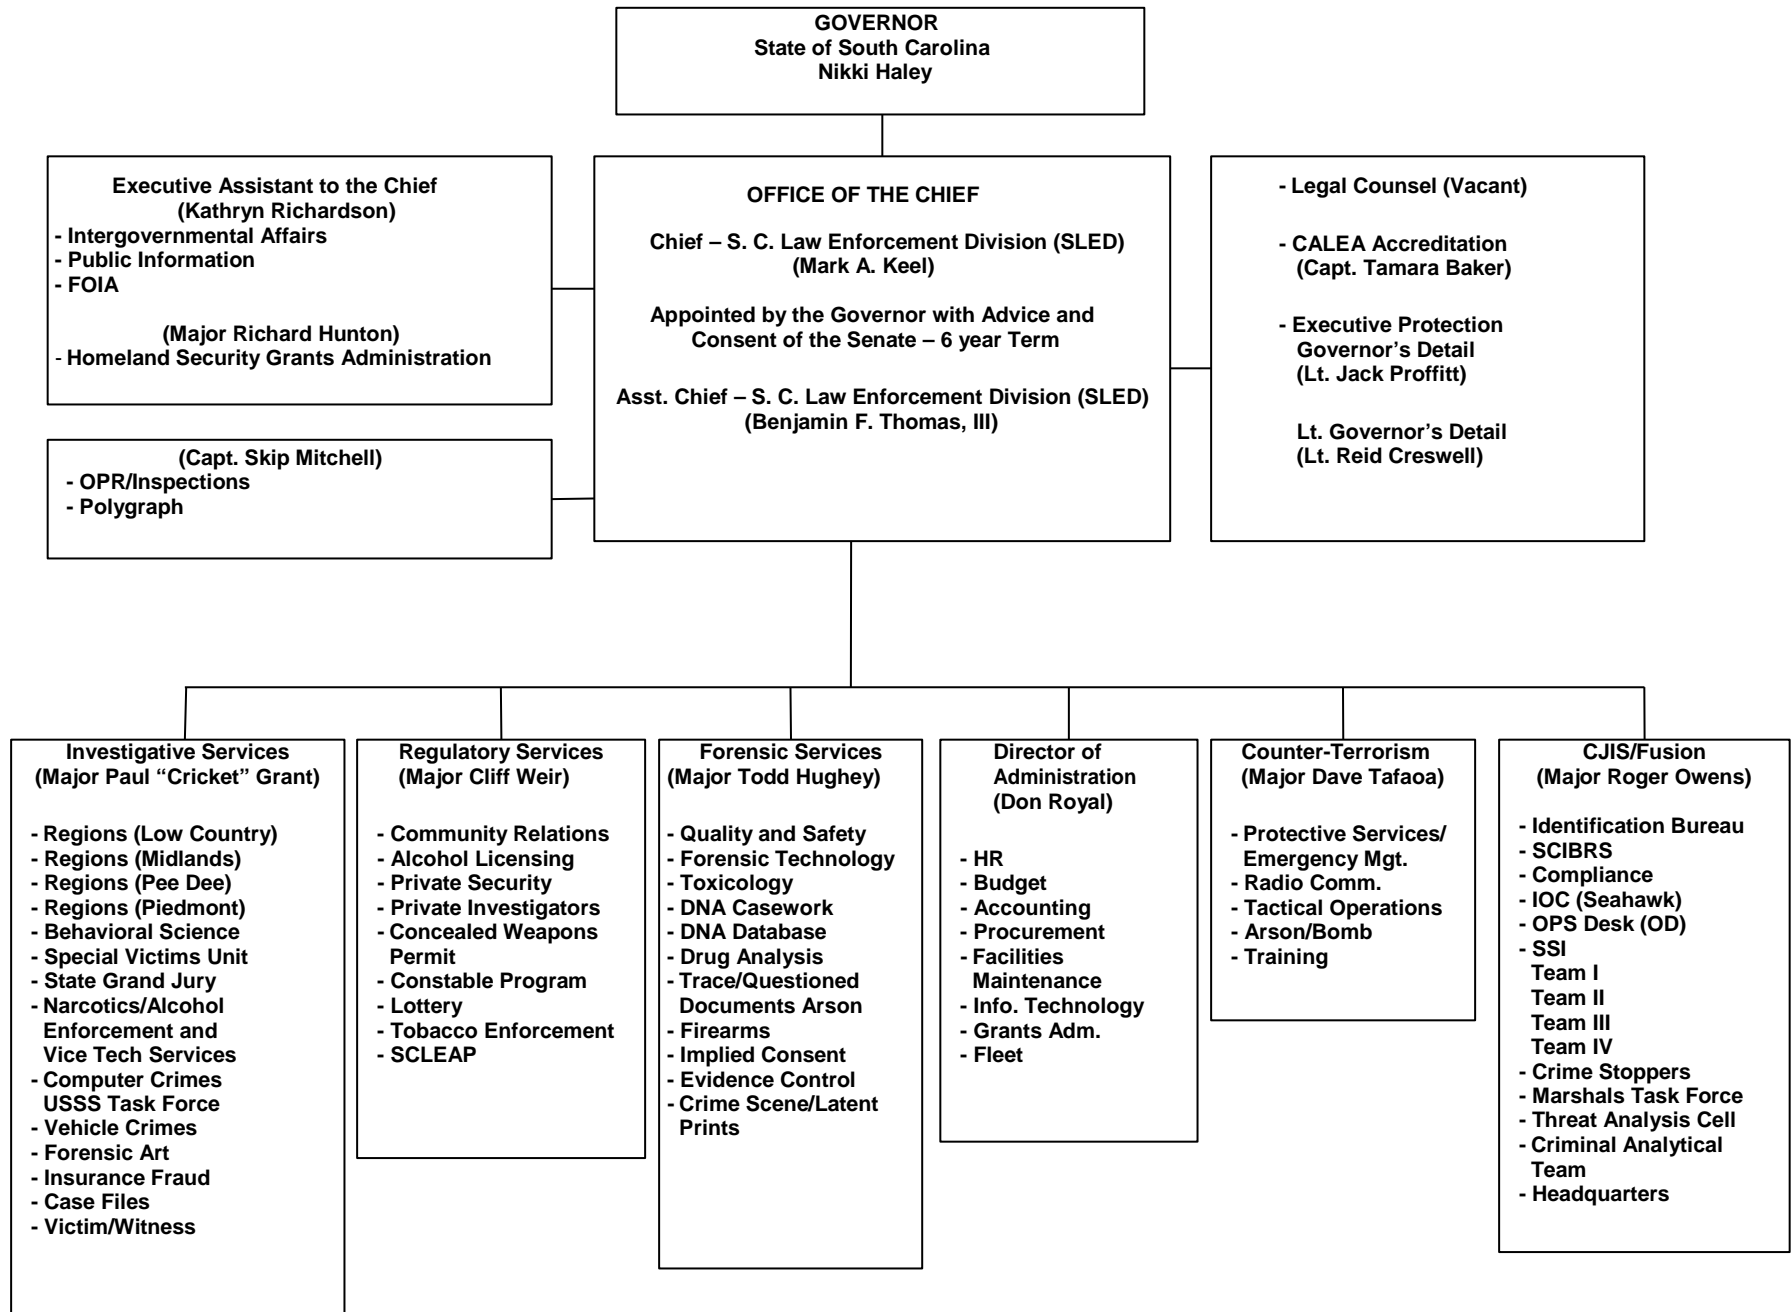 GOVERNOR
State of South Carolina
Nikki Haley
Executive Assistant to the Chief
(Kathryn Richardson)
- Intergovernmental Affairs
- Public Information
- FOIA
(Major Richard Hunton)
- Homeland Security Grants Administration
(Capt. Skip Mitchell)
- OPR/Inspections
- Polygraph
OFFICE OF THE CHIEF
Chief – S. C. Law Enforcement Division (SLED)
(Mark A. Keel)
Appointed by the Governor with Advice and
Consent of the Senate – 6 year Term
Asst. Chief – S. C. Law Enforcement Division (SLED)
(Benjamin F. Thomas, III)
- Legal Counsel (Vacant)
- CALEA Accreditation
(Capt. Tamara Baker)
- Executive Protection
Governor’s Detail
(Lt. Jack Proffitt)
Lt. Governor’s Detail
(Lt. Reid Creswell)
Investigative Services
(Major Paul “Cricket” Grant)
- Regions (Low Country)
- Regions (Midlands)
- Regions (Pee Dee)
- Regions (Piedmont)
- Behavioral Science
- Special Victims Unit
- State Grand Jury
- Narcotics/Alcohol
Enforcement and
Vice Tech Services
- Computer Crimes
USSS Task Force
- Vehicle Crimes
- Forensic Art
- Insurance Fraud
- Case Files
- Victim/Witness
Regulatory Services
(Major Cliff Weir)
- Community Relations
- Alcohol Licensing
- Private Security
- Private Investigators
- Concealed Weapons
Permit
- Constable Program
- Lottery
- Tobacco Enforcement
- SCLEAP
Forensic Services
(Major Todd Hughey)
- Quality and Safety
- Forensic Technology
- Toxicology
- DNA Casework
- DNA Database
- Drug Analysis
- Trace/Questioned
Documents Arson
- Firearms
- Implied Consent
- Evidence Control
- Crime Scene/Latent
Prints
Director of
Administration
(Don Royal)
- HR
- Budget
- Accounting
- Procurement
- Facilities
Maintenance
- Info. Technology
- Grants Adm.
- Fleet
Counter-Terrorism
(Major Dave Tafaoa)
- Protective Services/
Emergency Mgt.
- Radio Comm.
- Tactical Operations
- Arson/Bomb
- Training
CJIS/Fusion
(Major Roger Owens)
- Identification Bureau
- SCIBRS
- Compliance
- IOC (Seahawk)
- OPS Desk (OD)
- SSI
Team I
Team II
Team III
Team IV
- Crime Stoppers
- Marshals Task Force
- Threat Analysis Cell
- Criminal Analytical
Team
- Headquarters